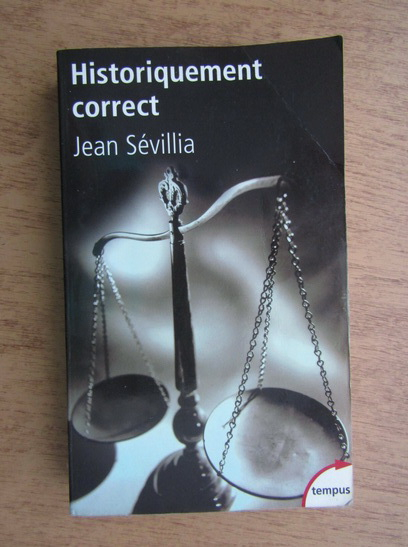 Historiquement
correct
Jean Sévillia
tempus